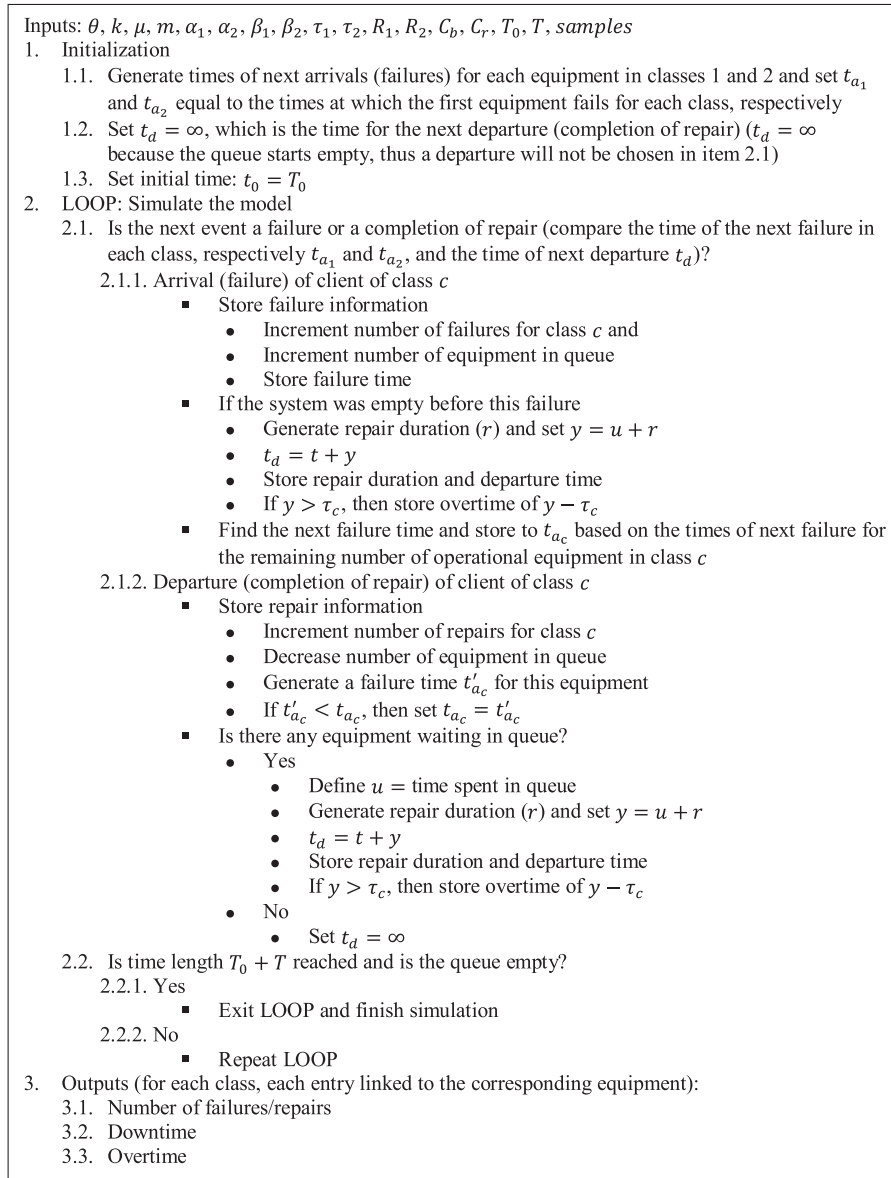 Inputs: θ, k, μ, m, α₁, α₂, β₁, β₂, τ₁, τ₂, R₁, R₂, C_b, C_r, T₀, T, samples
1. Initialization
1.1. Generate times of next arrivals (failures) for each equipment in classes 1 and 2 and set t_{a₁}
and t_{a₂} equal to the times at which the first equipment fails for each class, respectively
1.2. Set t_d = ∞, which is the time for the next departure (completion of repair) (t_d = ∞
because the queue starts empty, thus a departure will not be chosen in item 2.1)
1.3. Set initial time: t₀ = T₀
2. LOOP: Simulate the model
2.1. Is the next event a failure or a completion of repair (compare the time of the next failure in
each class, respectively t_{a₁} and t_{a₂}, and the time of next departure t_d)?
2.1.1. Arrival (failure) of client of class c
▪ Store failure information
• Increment number of failures for class c and
• Increment number of equipment in queue
• Store failure time
▪ If the system was empty before this failure
• Generate repair duration (r) and set y = u + r
• t_d = t + y
• Store repair duration and departure time
• If y > τ_c, then store overtime of y − τ_c
▪ Find the next failure time and store to t_{a_c} based on the times of next failure for
the remaining number of operational equipment in class c
2.1.2. Departure (completion of repair) of client of class c
▪ Store repair information
• Increment number of repairs for class c
• Decrease number of equipment in queue
• Generate a failure time t′_{a_c} for this equipment
• If t′_{a_c} < t_{a_c}, then set t_{a_c} = t′_{a_c}
▪ Is there any equipment waiting in queue?
• Yes
• Define u = time spent in queue
• Generate repair duration (r) and set y = u + r
• t_d = t + y
• Store repair duration and departure time
• If y > τ_c, then store overtime of y − τ_c
• No
• Set t_d = ∞
2.2. Is time length T₀ + T reached and is the queue empty?
2.2.1. Yes
▪ Exit LOOP and finish simulation
2.2.2. No
▪ Repeat LOOP
3. Outputs (for each class, each entry linked to the corresponding equipment):
3.1. Number of failures/repairs
3.2. Downtime
3.3. Overtime